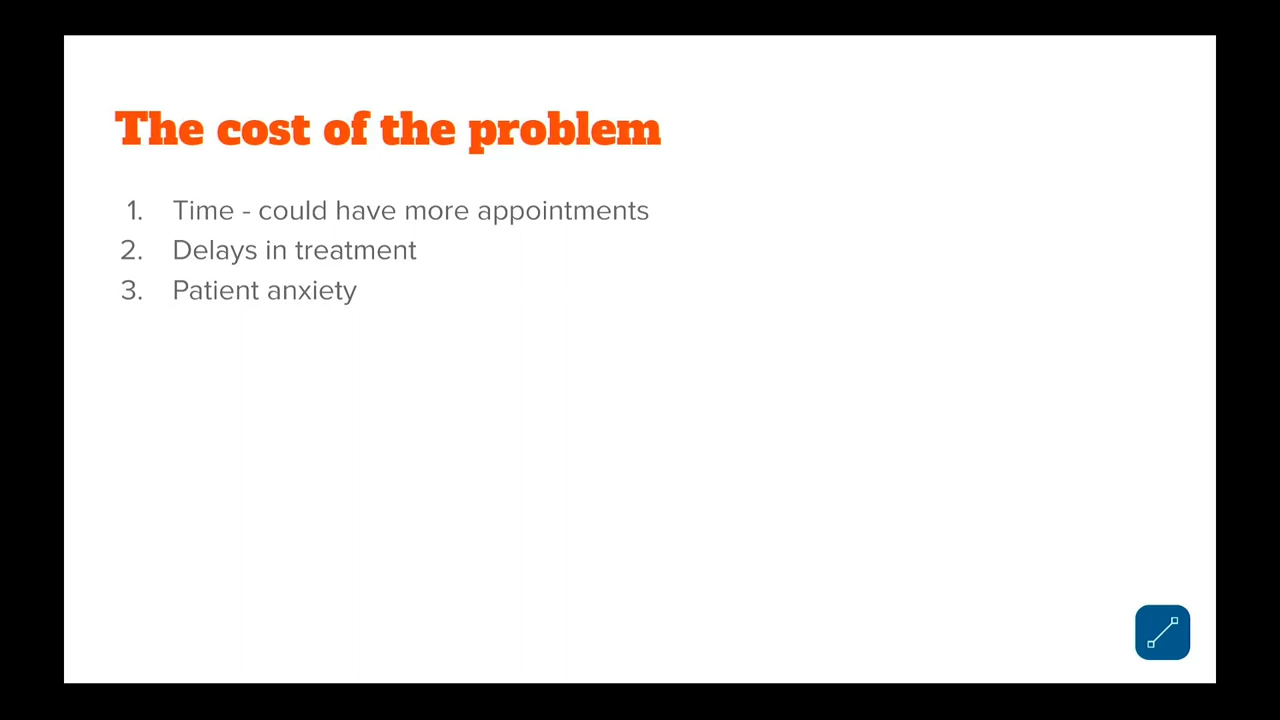 The cost of the problem
1. Time - could have more appointments
2. Delays in treatment
3. Patient anxiety